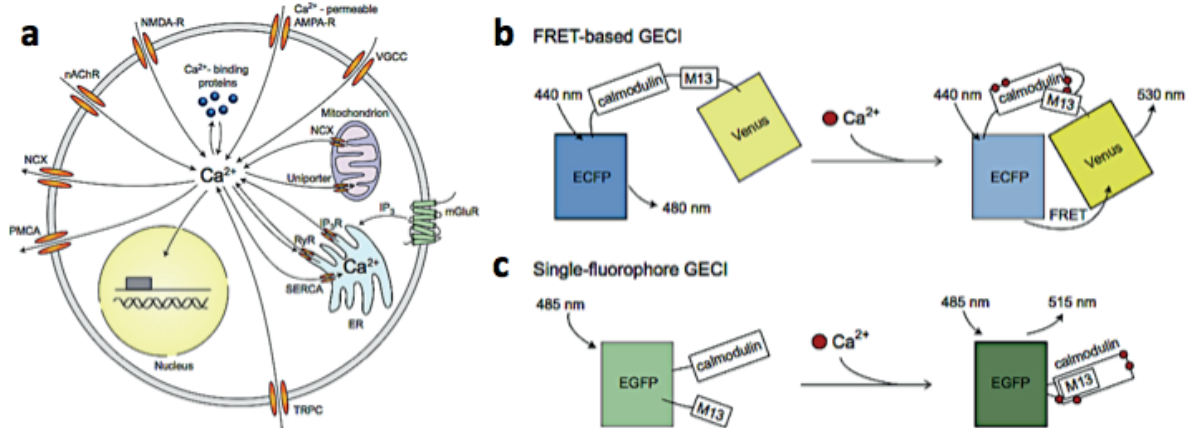 a
Ca²⁺ - permeable
AMPA-R
NMDA-R
VGCC
nAChR
Ca²⁺- binding
proteins
Mitochondrion
NCX
NCX
Ca²⁺
Uniporter
IP₃
mGluR
PMCA
IP₃R
RyR
Ca²⁺
SERCA
ER
Nucleus
TRPC
b FRET-based GECI
440 nm
calmodulin
M13
Venus
ECFP
480 nm
Ca²⁺
440 nm
calmodulin
M13
530 nm
Venus
ECFP
FRET
c Single-fluorophore GECI
485 nm
calmodulin
EGFP
M13
Ca²⁺
485 nm
515 nm
calmodulin
EGFP
M13